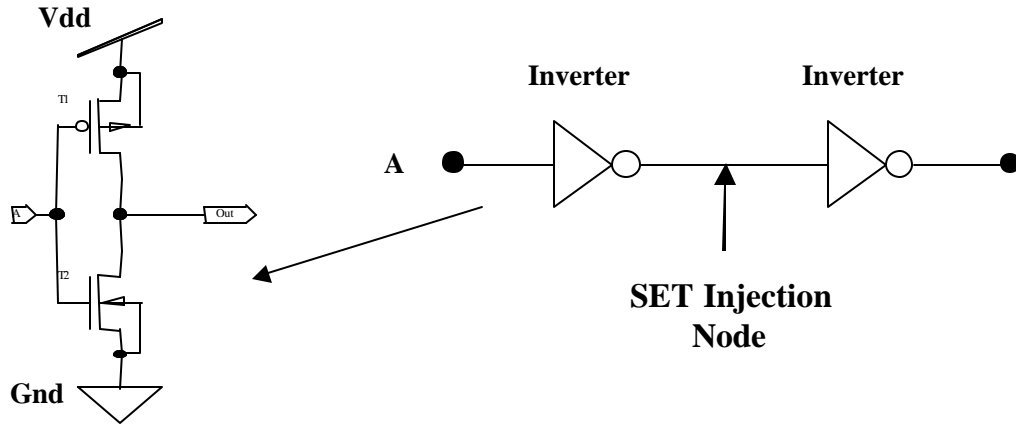 Vdd
T1
A
Out
T2
Gnd
Inverter
Inverter
A
SET Injection
Node